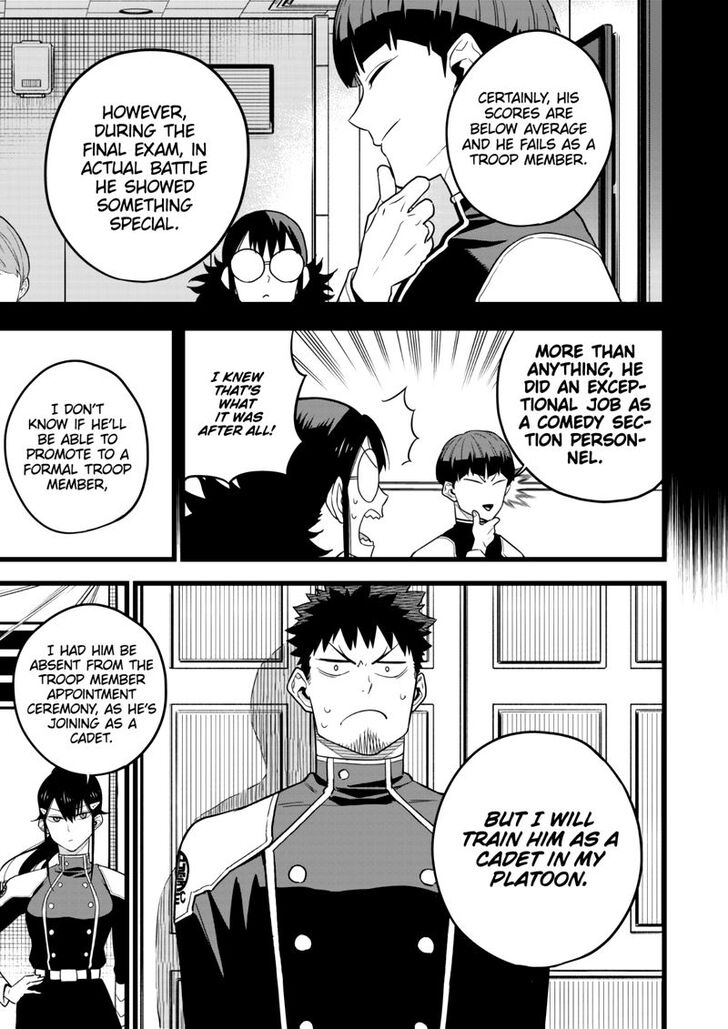 CERTAINLY, HIS
SCORES ARE
BELOW AVERAGE
AND HE FAILS AS A
TROOP MEMBER.
HOWEVER,
DURING THE
FINAL EXAM, IN
ACTUAL BATTLE
HE SHOWED
SOMETHING
SPECIAL.
MORE THAN
ANYTHING, HE
DID AN EXCEP-
TIONAL JOB AS
A COMEDY SEC-
TION PERSON-
NEL.
I KNEW
THAT'S
WHAT
IT WAS
AFTER ALL!
I DON'T
KNOW IF HE'LL
BE ABLE TO
PROMOTE TO A
FORMAL TROOP
MEMBER,
BUT I WILL
TRAIN HIM AS A
CADET IN MY
PLATOON.
I HAD HIM BE
ABSENT FROM THE
TROOP MEMBER
APPOINTMENT
CEREMONY, AS HE'S
JOINING AS A
CADET.